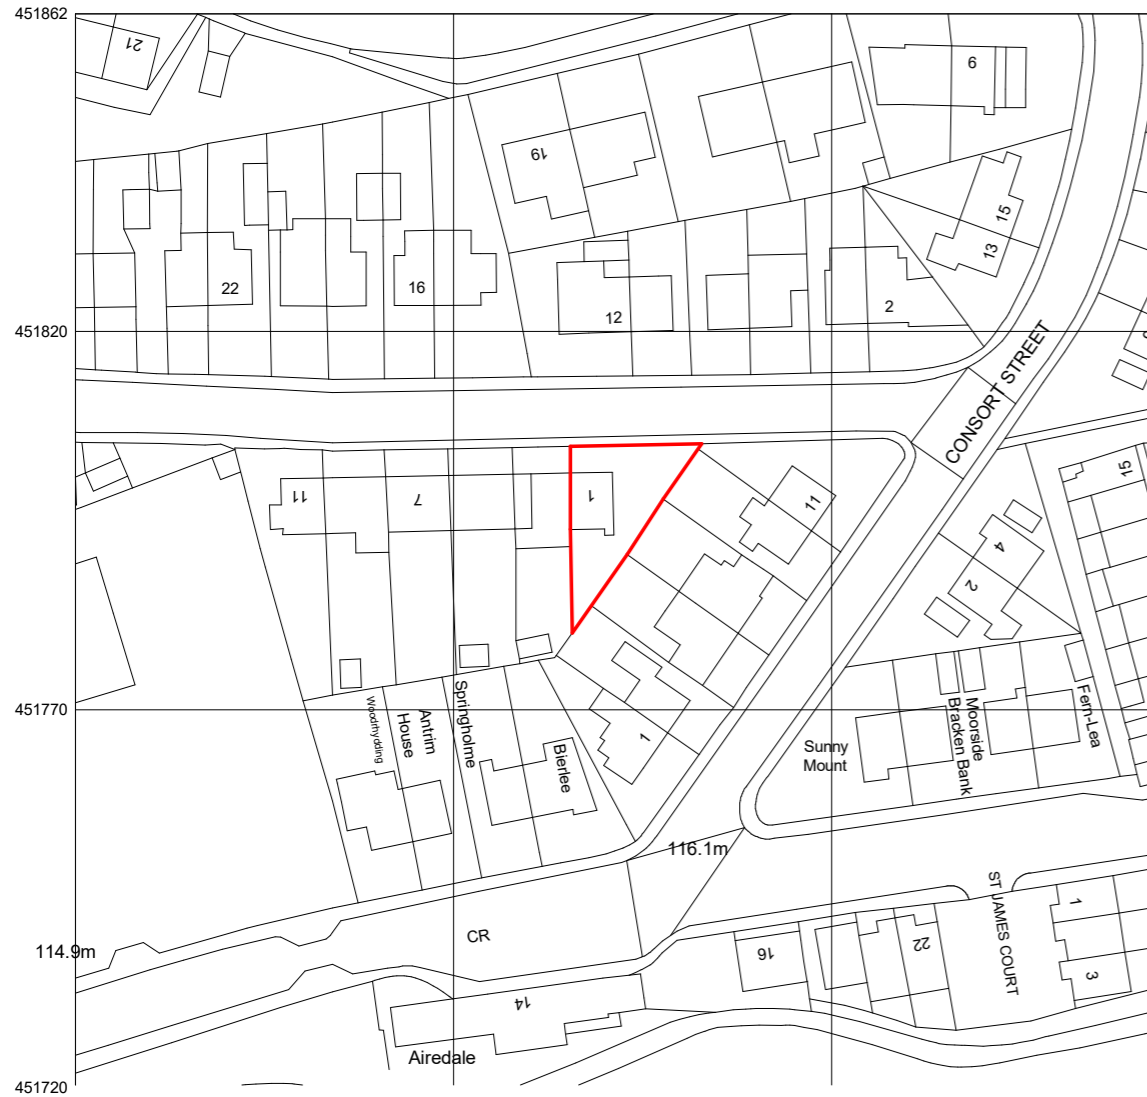 451862
21
6
19
15
13
22
16
12
2
451820
CONSORT STREET
11
7
1
11
15
4
2
451770
Woodrhydding
Antrim
House
Springholme
Bierlee
1
Sunny
Mount
Bracken Bank
Moorside
Fern-Lea
116.1m
114.9m
CR
16
22
ST JAMES COURT
1
3
14
Airedale
451720